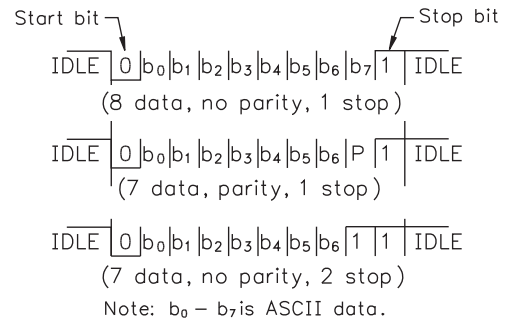 Start bit Stop bit
IDLE 0 b₀ b₁ b₂ b₃ b₄ b₅ b₆ b₇ 1 IDLE
(8 data, no parity, 1 stop)
IDLE 0 b₀ b₁ b₂ b₃ b₄ b₅ b₆ P 1 IDLE
(7 data, parity, 1 stop)
IDLE 0 b₀ b₁ b₂ b₃ b₄ b₅ b₆ 1 1 IDLE
(7 data, no parity, 2 stop)
Note: b₀ – b₇ is ASCII data.